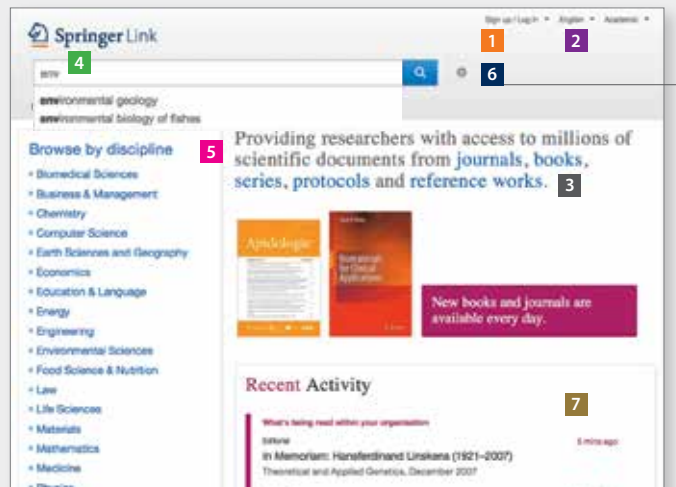 Sign up / Log in English Academic
1 2
Springer Link
4
env
6
environmental geology
environmental biology of fishes
Browse by discipline
5
Providing researchers with access to millions of
scientific documents from journals, books,
series, protocols and reference works.
3
• Biomedical Sciences
• Business & Management
• Chemistry
• Computer Science
• Earth Sciences and Geography
• Economics
• Education & Language
• Energy
• Engineering
• Environmental Sciences
• Food Science & Nutrition
• Law
• Life Sciences
• Materials
• Mathematics
• Medicine
• Physics
Apidologie
Biomaterials
for Clinical
Applications
New books and journals are
available every day.
Recent Activity
7
What's being read within your organisation
Editorial
5 mins ago
In Memoriam: Hansferdinand Linskens (1921–2007)
Theoretical and Applied Genetics, December 2007